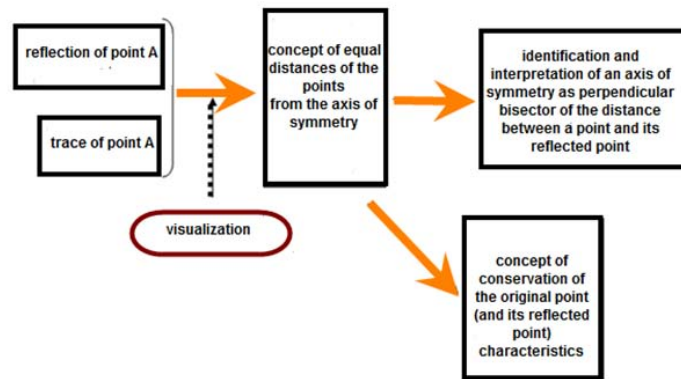 reflection of point A
trace of point A
visualization
concept of equal
distances of the
points
from the axis of
symmetry
identification and
interpretation of an axis of
symmetry as perpendicular
bisector of the distance
between a point and its
reflected point
concept of
conservation of
the original point
(and its reflected
point)
characteristics